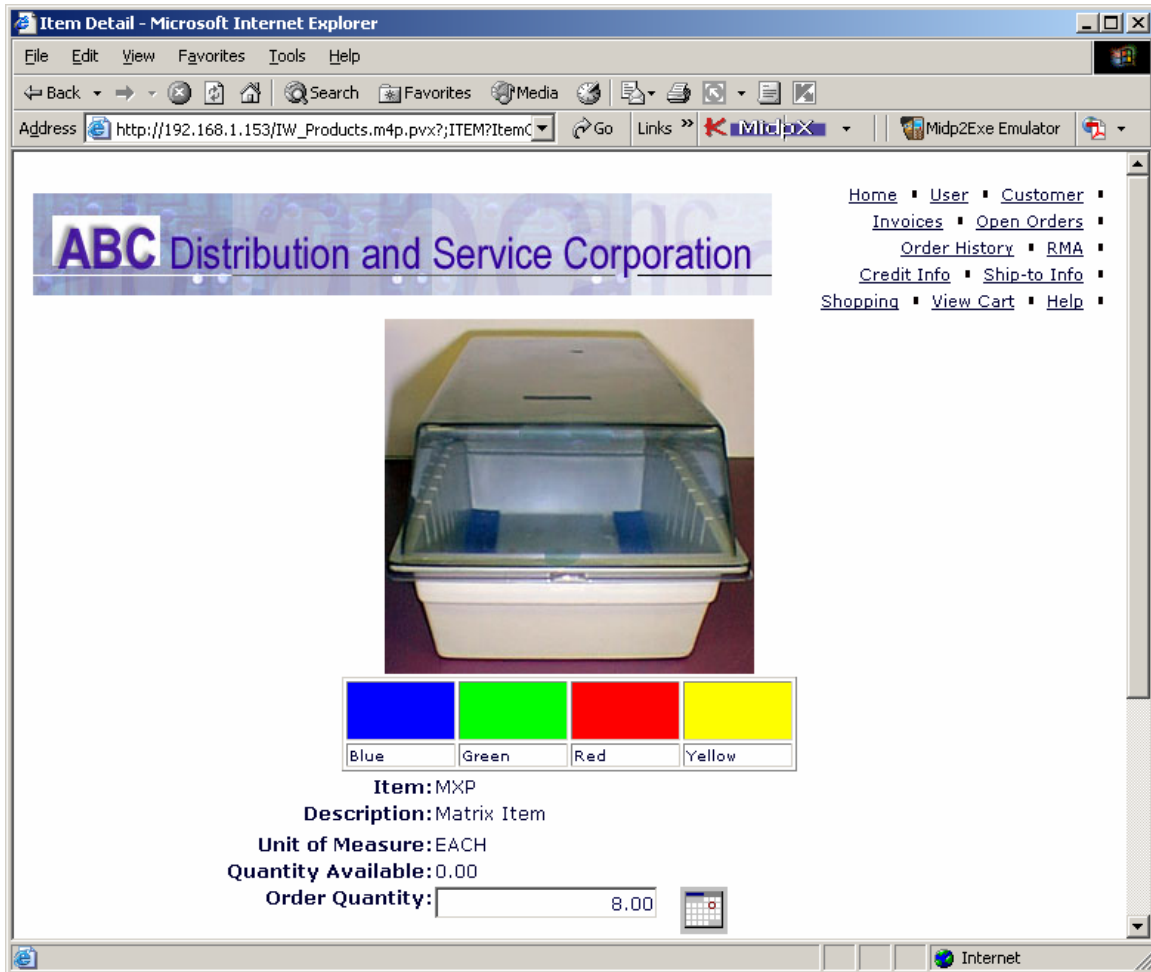 Item Detail - Microsoft Internet Explorer
File Edit View Favorites Tools Help
Back Search Favorites Media
Address http://192.168.1.153/IW_Products.m4p.pvx?;ITEM?Item Go Links » MidpX Midp2Exe Emulator
Home User Customer
Invoices Open Orders
Order History RMA
Credit Info Ship-to Info
Shopping View Cart Help
ABC Distribution and Service Corporation
Blue Green Red Yellow
Item: MXP
Description: Matrix Item
Unit of Measure: EACH
Quantity Available: 0.00
Order Quantity: 8.00
Internet